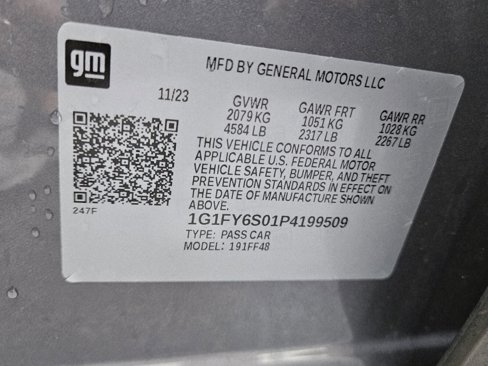 gm
MFD BY GENERAL MOTORS LLC
11/23 GVWR GAWR FRT GAWR RR
2079 KG 1051 KG 1028 KG
4584 LB 2317 LB 2267 LB
THIS VEHICLE CONFORMS TO ALL
APPLICABLE U.S. FEDERAL MOTOR
VEHICLE SAFETY, BUMPER, AND THEFT
PREVENTION STANDARDS IN EFFECT ON
THE DATE OF MANUFACTURE SHOWN
ABOVE.
247F
1G1FY6S01P4199509
TYPE: PASS CAR
MODEL: 191FF48